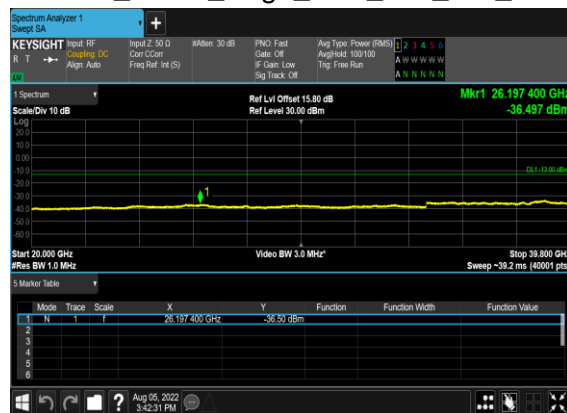 Spectrum Analyzer 1
Swept SA
+
KEYSIGHT
R T
Input: RF
Coupling: DC
Align: Auto
Input Z: 50 Ω
Corr CCorr
Freq Ref: Int (S)
#Atten: 30 dB
PNO: Fast
Gate: Off
IF Gain: Low
Sig Track: Off
Avg Type: Power (RMS)
Avg|Hold: 100/100
Trig: Free Run
1 2 3 4 5 6
A W W W W W
A N N N N N
1 Spectrum
Scale/Div 10 dB
Ref Lvl Offset 15.80 dB
Ref Level 30.00 dBm
Mkr1 26.197 400 GHz
-36.497 dBm
Log
20.0
10.0
0.00
-10.0
DL1 -13.00 dBm
-20.0
-30.0
1
-40.0
-50.0
-60.0
Start 20.000 GHz
#Res BW 1.0 MHz
Video BW 3.0 MHz*
Stop 39.800 GHz
Sweep ~39.2 ms (40001 pts)
5 Marker Table
Mode Trace Scale X Y Function Function Width Function Value
1 N 1 f 26.197 400 GHz -36.50 dBm
2
3
4
5
6
?
Aug 05, 2022
3:42:31 PM